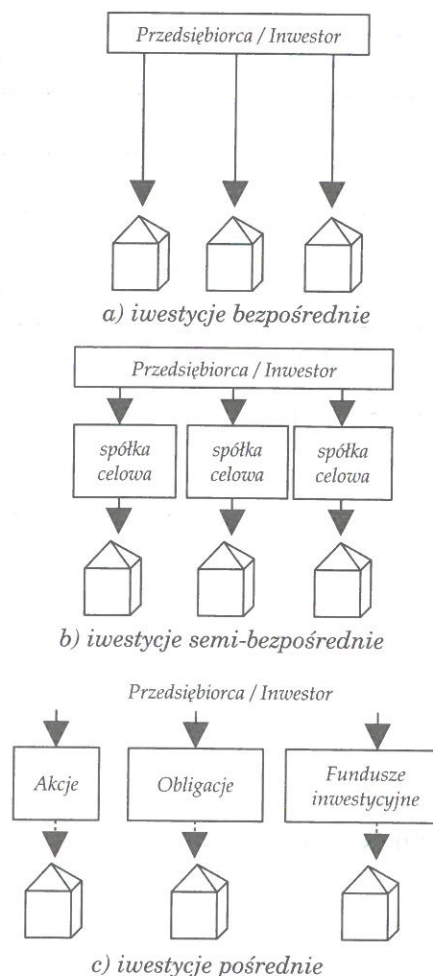 Przedsiębiorca / Inwestor
a) iwestycje bezpośrednie
Przedsiębiorca / Inwestor
spółka celowa
spółka celowa
spółka celowa
b) iwestycje semi-bezpośrednie
Przedsiębiorca / Inwestor
Akcje
Obligacje
Fundusze inwestycyjne
c) iwestycje pośrednie